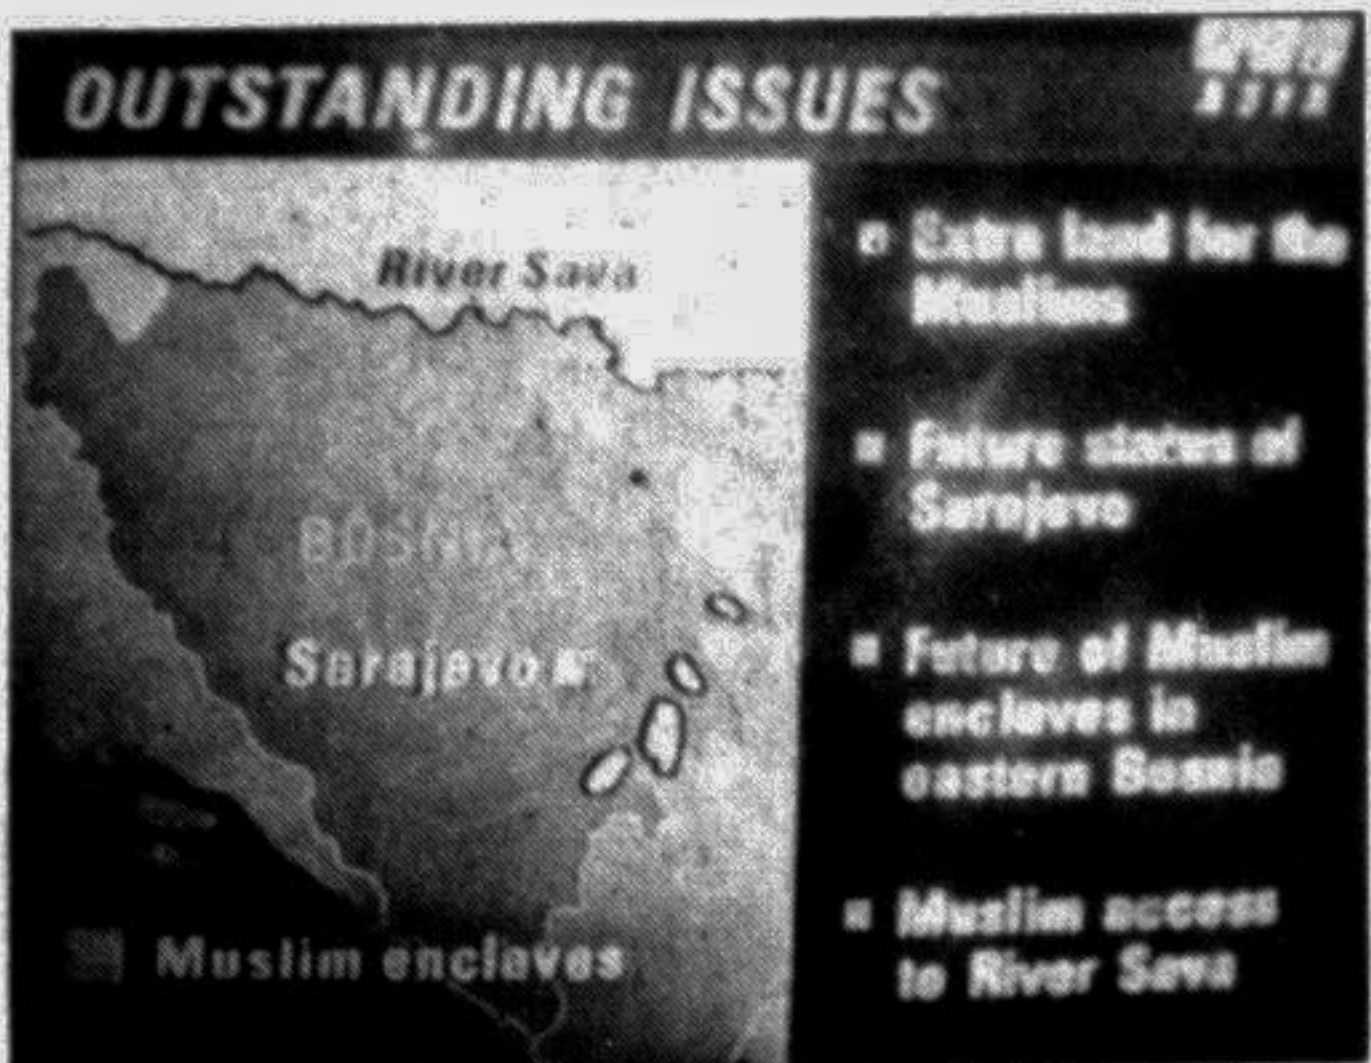 OUTSTANDING ISSUES
River Sava
BOSNIA
Sarajevo
Muslim enclaves
Extra land for the
Muslims
Future status of
Sarajevo
Future of Muslim
enclaves in
eastern Bosnia
Muslim access
to River Sava